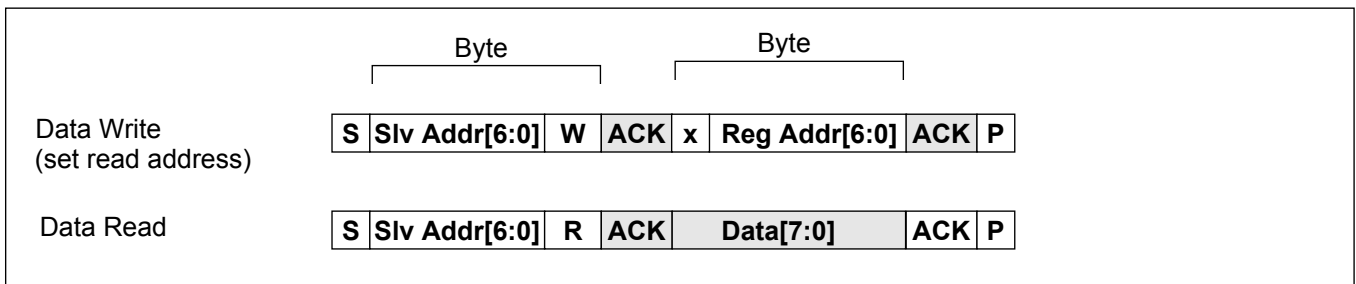 Byte Byte
Data Write
(set read address)
S Slv Addr[6:0] W ACK x Reg Addr[6:0] ACK P
Data Read
S Slv Addr[6:0] R ACK Data[7:0] ACK P